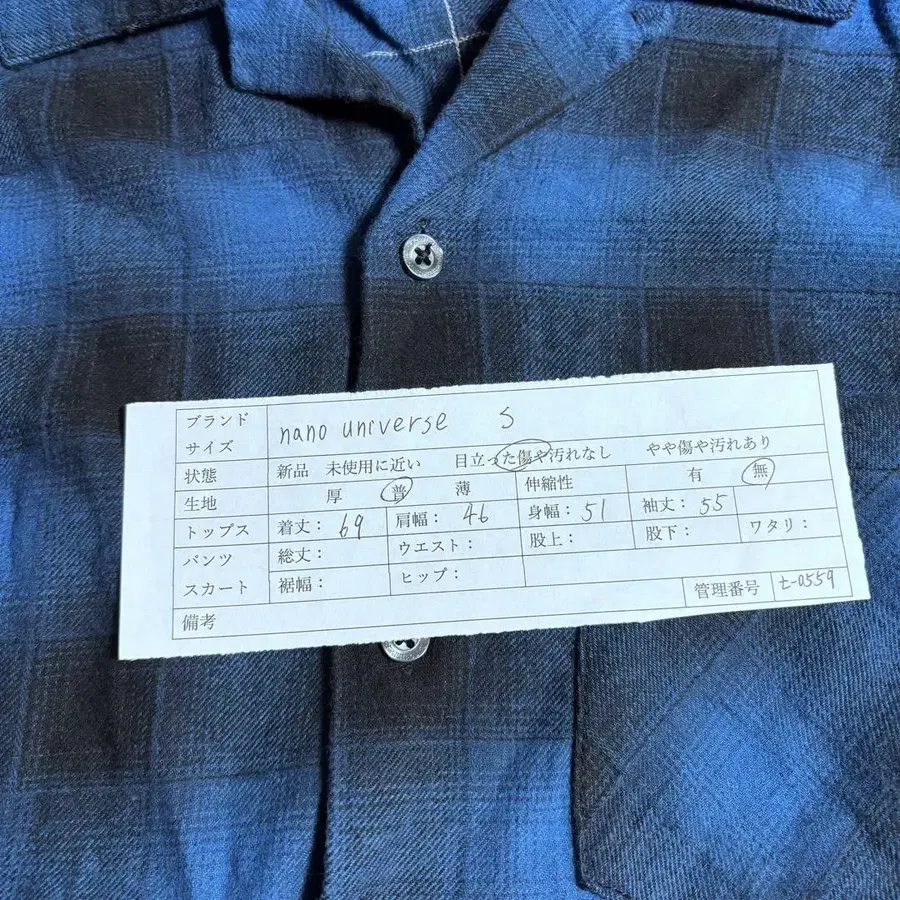 ブランド
サイズ
nano universe S
状態 新品 未使用に近い 目立った傷や汚れなし やや傷や汚れあり
生地 厚 普 薄 伸縮性 有 無
トップス 着丈: 69 肩幅: 46 身幅: 51 袖丈: 55
パンツ 総丈: ウエスト: 股上: 股下: ワタリ:
スカート 裾幅: ヒップ:
管理番号 t-0559
備考